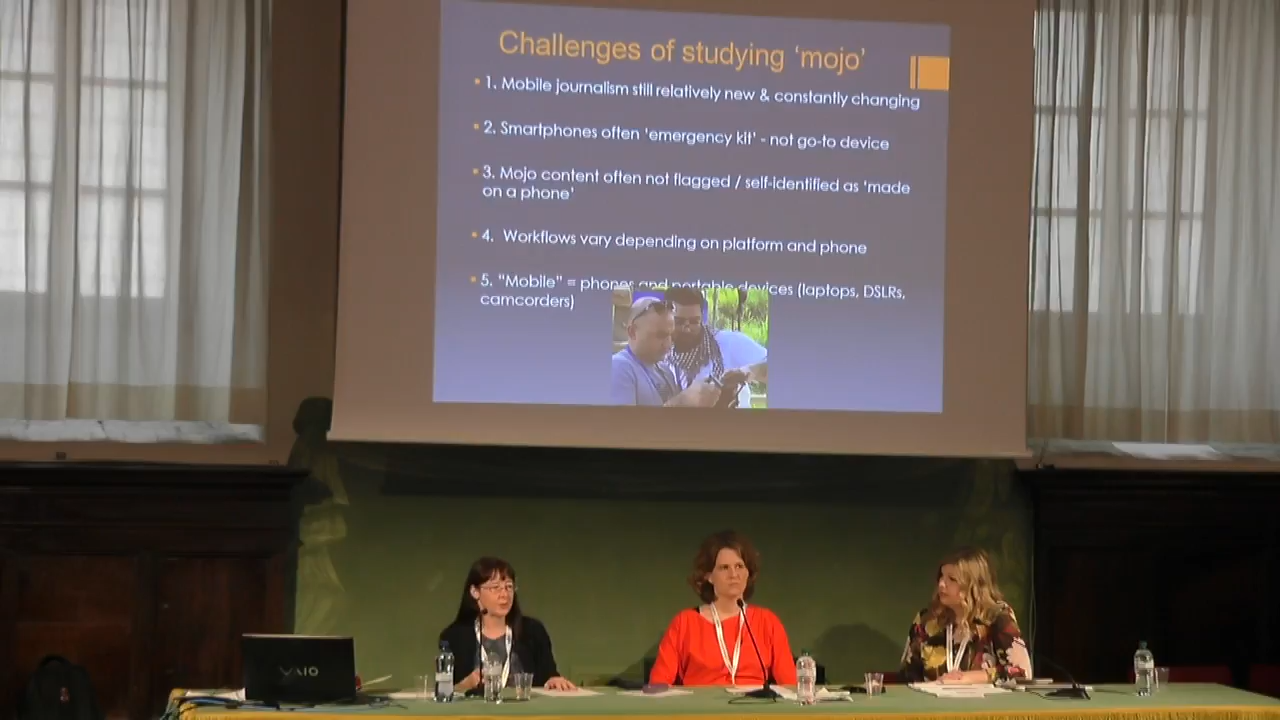 Challenges of studying ‘mojo’
1. Mobile journalism still relatively new & constantly changing
2. Smartphones often ‘emergency kit’ - not go-to device
3. Mojo content often not flagged / self-identified as ‘made
on a phone’
4. Workflows vary depending on platform and phone
5. “Mobile” = phones and portable devices (laptops, DSLRs,
camcorders)
VAIO